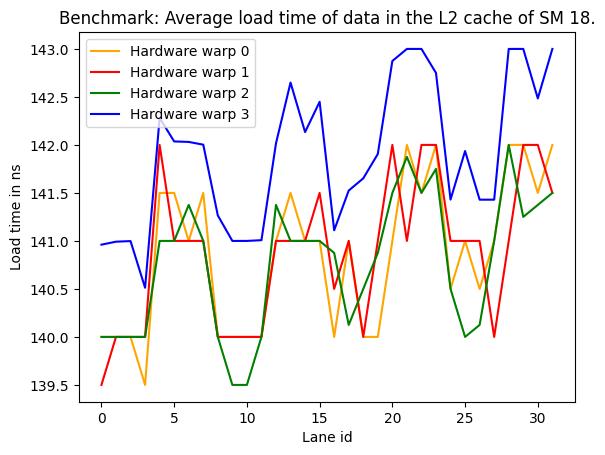 Benchmark: Average load time of data in the L2 cache of SM 18.
Hardware warp 0
Hardware warp 1
Hardware warp 2
Hardware warp 3
Load time in ns
143.0
142.5
142.0
141.5
141.0
140.5
140.0
139.5
0 5 10 15 20 25 30
Lane id